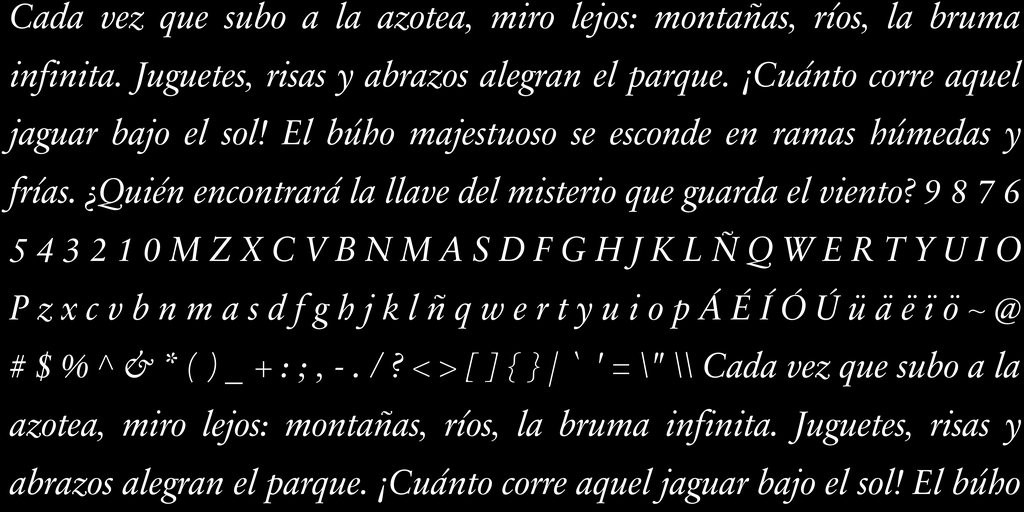 Cada vez que subo a la azotea, miro lejos: montañas, ríos, la bruma
infinita. Juguetes, risas y abrazos alegran el parque. ¡Cuánto corre aquel
jaguar bajo el sol! El búho majestuoso se esconde en ramas húmedas y
frías. ¿Quién encontrará la llave del misterio que guarda el viento? 9 8 7 6
5 4 3 2 1 0 M Z X C V B N M A S D F G H J K L Ñ Q W E R T Y U I O
P z x c v b n m a s d f g h j k l ñ q w e r t y u i o p Á É Í Ó Ú ü ä ë ï ö ~ @
# $ % ^ & * ( ) _ + : ; , - . / ? < > [ ] { } | ` ' = \" \\ Cada vez que subo a la
azotea, miro lejos: montañas, ríos, la bruma infinita. Juguetes, risas y
abrazos alegran el parque. ¡Cuánto corre aquel jaguar bajo el sol! El búho